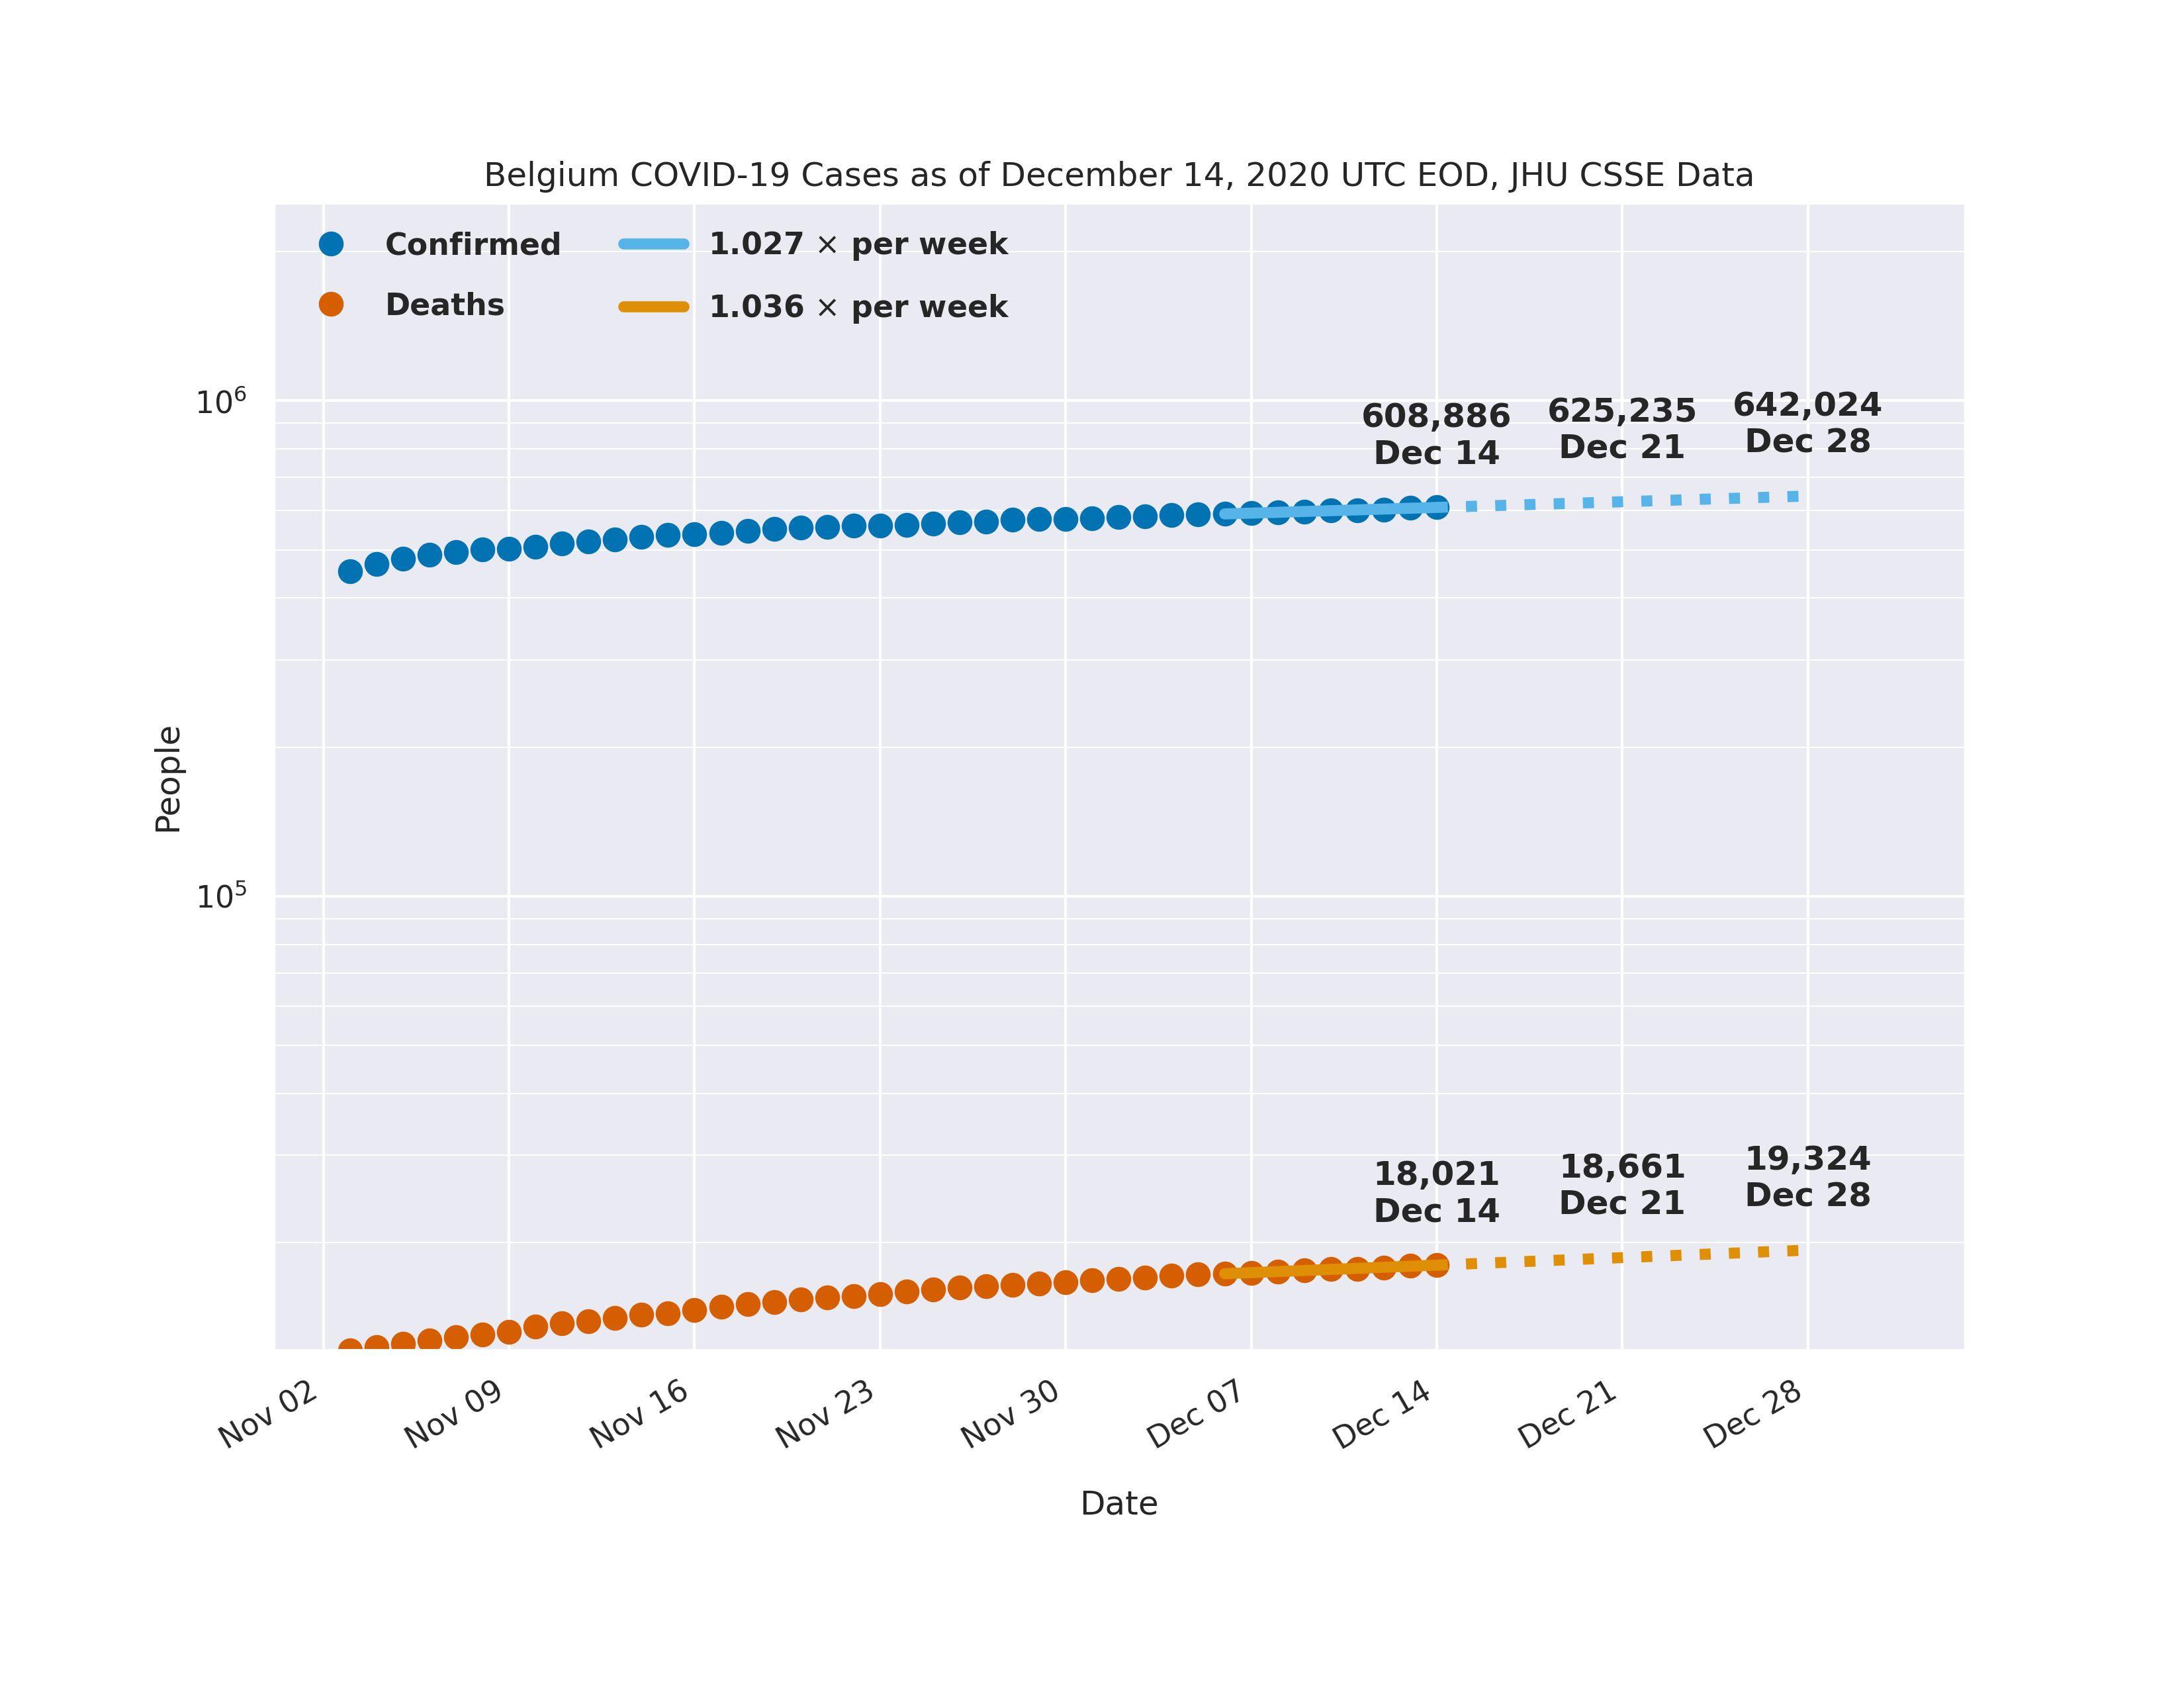 Belgium COVID-19 Cases as of December 14, 2020 UTC EOD, JHU CSSE Data
Confirmed
Deaths
1.027 × per week
1.036 × per week
10⁶
10⁵
People
608,886
Dec 14
625,235
Dec 21
642,024
Dec 28
18,021
Dec 14
18,661
Dec 21
19,324
Dec 28
Nov 02
Nov 09
Nov 16
Nov 23
Nov 30
Dec 07
Dec 14
Dec 21
Dec 28
Date